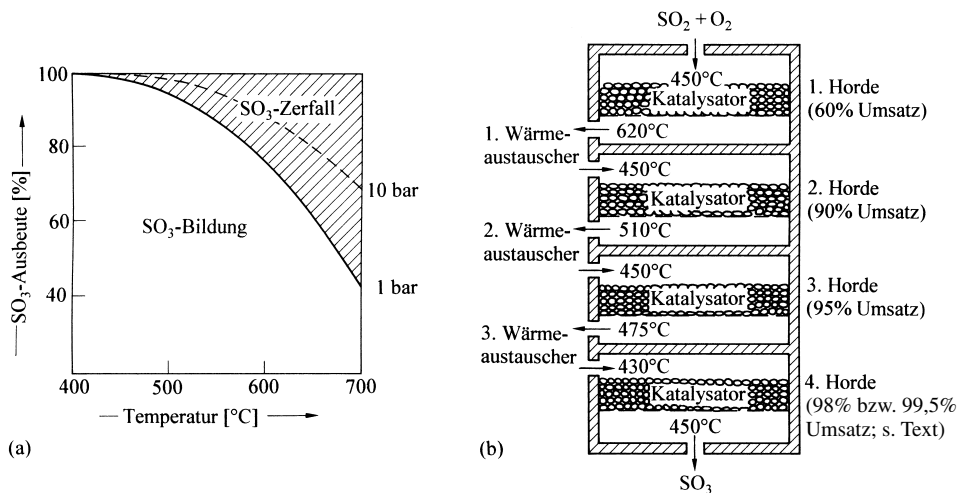 100
80
60
40
SO₃-Ausbeute [%]
SO₃-Zerfall
SO₃-Bildung
10 bar
1 bar
400 500 600 700
Temperatur [°C]
(a)
SO₂ + O₂
450°C
Katalysator
1. Horde
(60% Umsatz)
620°C
1. Wärme-
austauscher
450°C
Katalysator
2. Horde
(90% Umsatz)
510°C
2. Wärme-
austauscher
450°C
Katalysator
3. Horde
(95% Umsatz)
475°C
3. Wärme-
austauscher
430°C
Katalysator
4. Horde
(98% bzw. 99,5%
Umsatz; s. Text)
450°C
SO₃
(b)